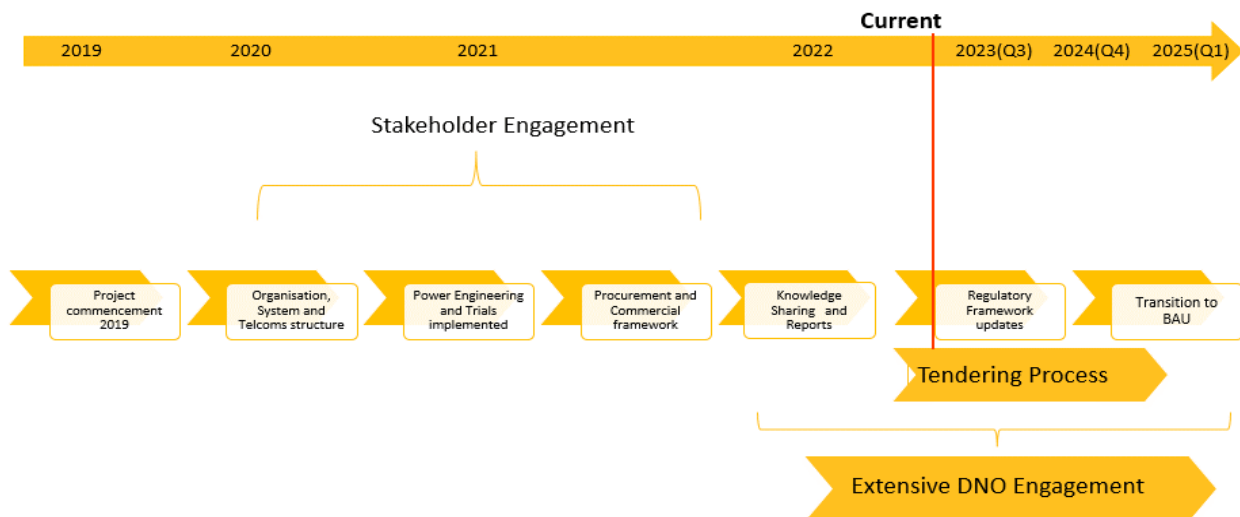 Current
2019 2020 2021 2022 2023(Q3) 2024(Q4) 2025(Q1)
Stakeholder Engagement
Project
commencement
2019
Organisation,
System and
Telcoms structure
Power Engineering
and Trials
implemented
Procurement and
Commercial
framework
Knowledge
Sharing and
Reports
Regulatory
Framework
updates
Transition to
BAU
Tendering Process
Extensive DNO Engagement